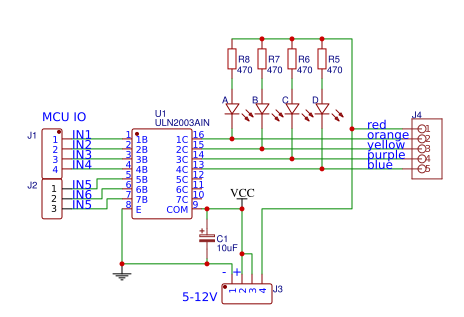 R8 470 R7 470 R6 470 R5 470
A B C D
MCU IO
U1
ULN2003AIN
J4
J1
1 IN1 1 1B 1C 16
2 IN2 2 2B 2C 15
3 IN3 3 3B 3C 14
4 IN4 4 4B 4C 13
5 5B 5C 12
6 6B 6C 11
7 7B 7C 10
8 E COM 9
red 1
orange 2
yellow 3
purple 4
blue 5
J2
1 IN5
2 IN6
3 IN5
VCC
+ C1
10uF
- +
5-12V 1 2 3 4 J3